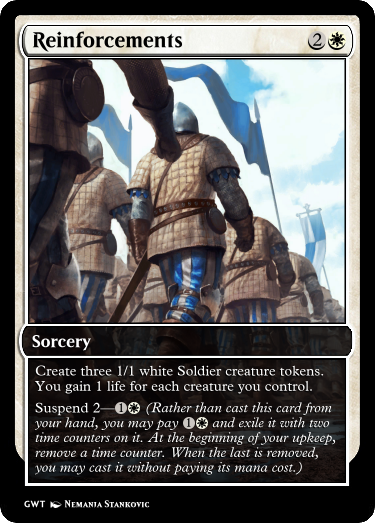 Reinforcements 2
Sorcery
Create three 1/1 white Soldier creature tokens.
You gain 1 life for each creature you control.
Suspend 2—1 (Rather than cast this card from
your hand, you may pay 1 and exile it with two
time counters on it. At the beginning of your upkeep,
remove a time counter. When the last is removed,
you may cast it without paying its mana cost.)
GWT Nemania Stankovic